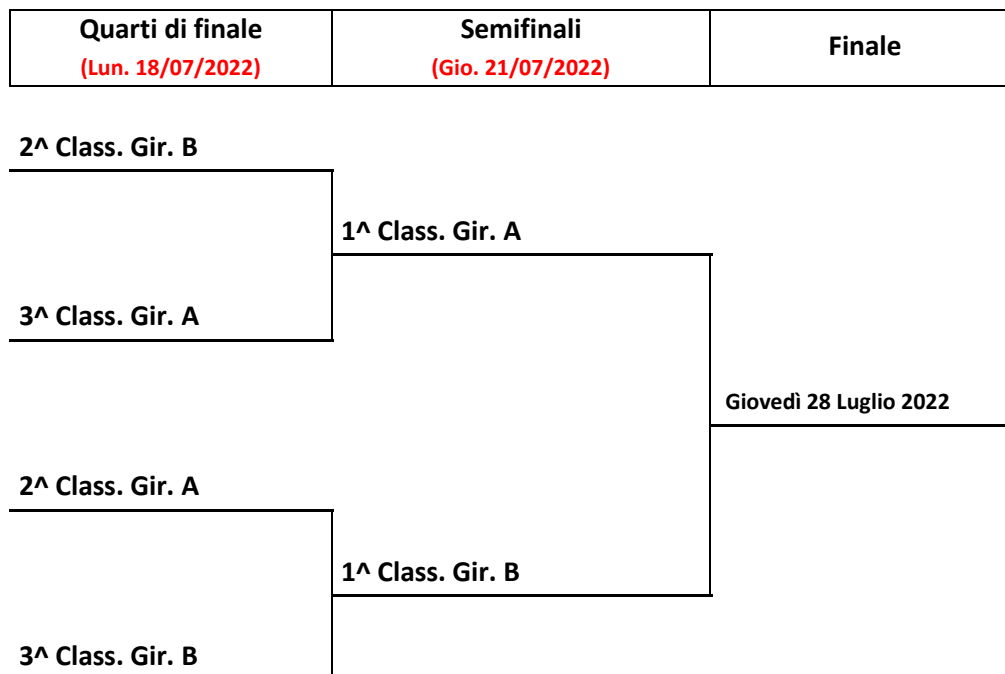 Quarti di finale
(Lun. 18/07/2022)
Semifinali
(Gio. 21/07/2022)
Finale
2^ Class. Gir. B
1^ Class. Gir. A
3^ Class. Gir. A
Giovedì 28 Luglio 2022
2^ Class. Gir. A
1^ Class. Gir. B
3^ Class. Gir. B